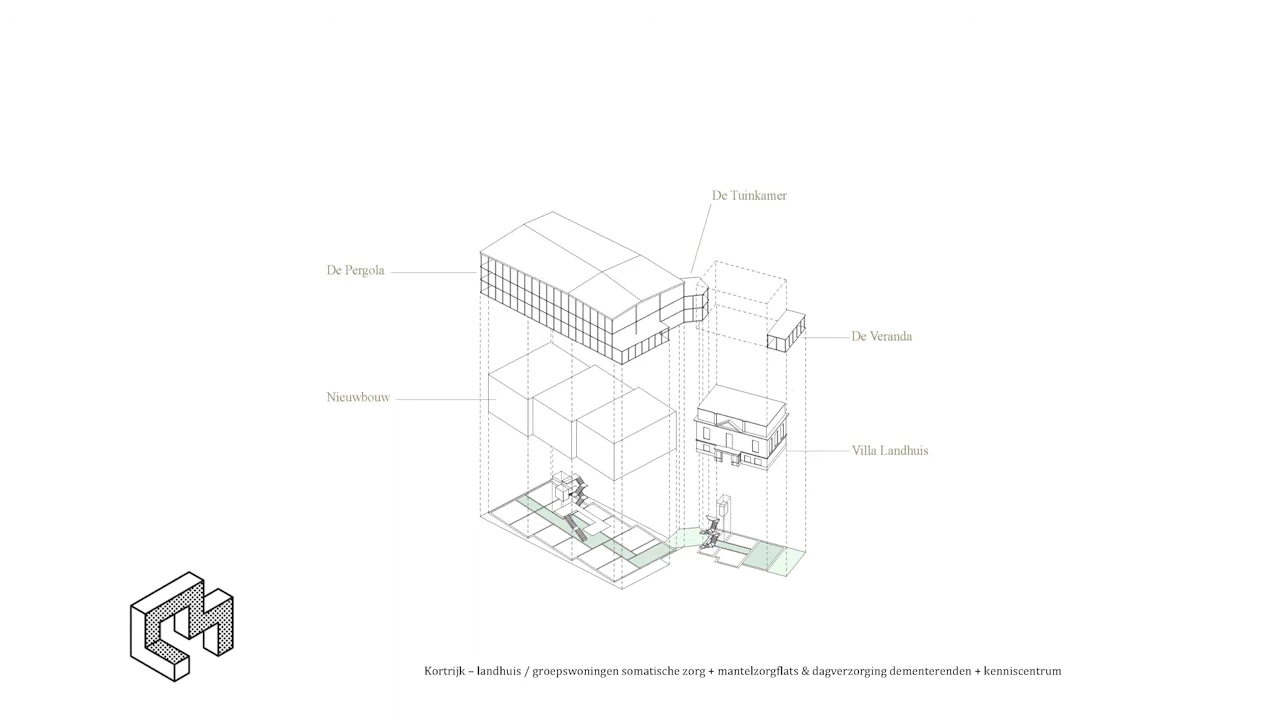 De Tuinkamer
De Pergola
De Veranda
Nieuwbouw
Villa Landhuis
Kortrijk – landhuis / groepswoningen somatische zorg + mantelzorgflats & dagverzorging dementerenden + kenniscentrum